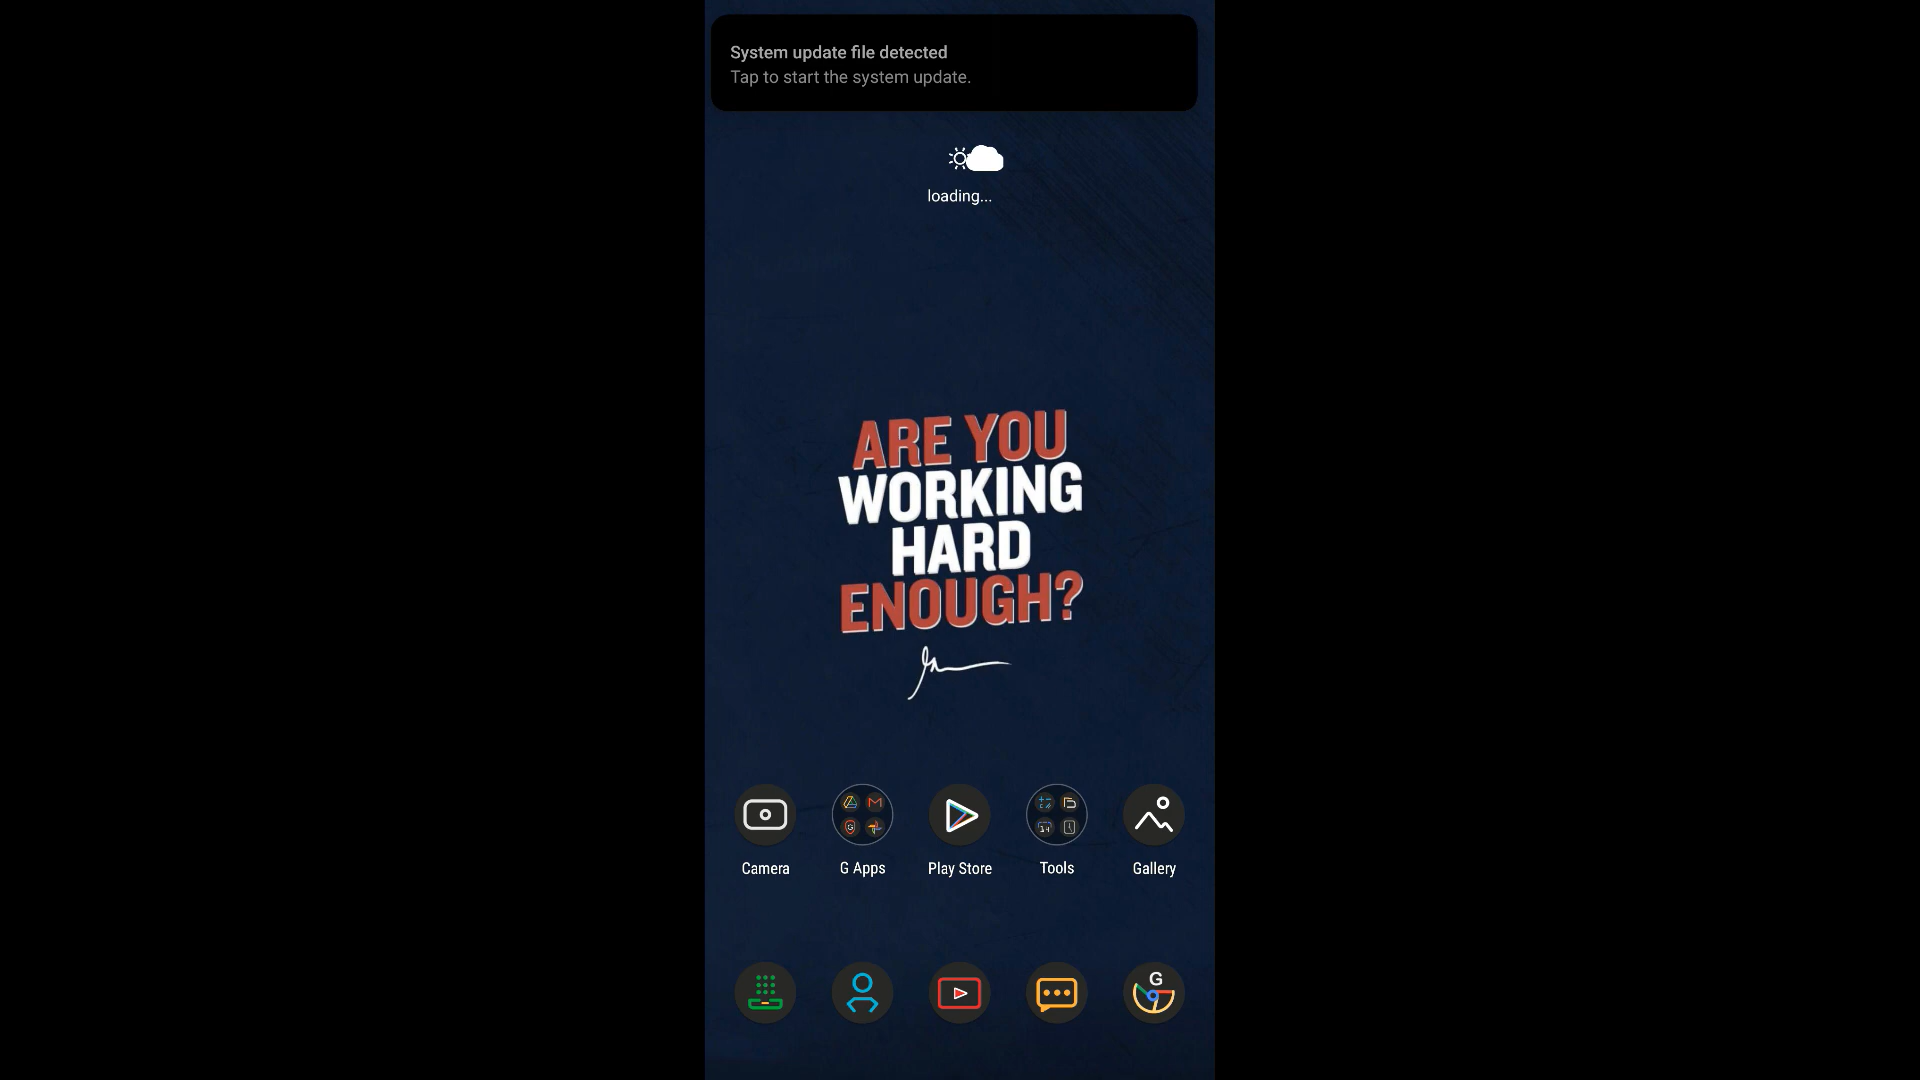 System update file detected
Tap to start the system update.
loading...
ARE YOU
WORKING
HARD
ENOUGH?
Camera
G Apps
Play Store
Tools
Gallery
G